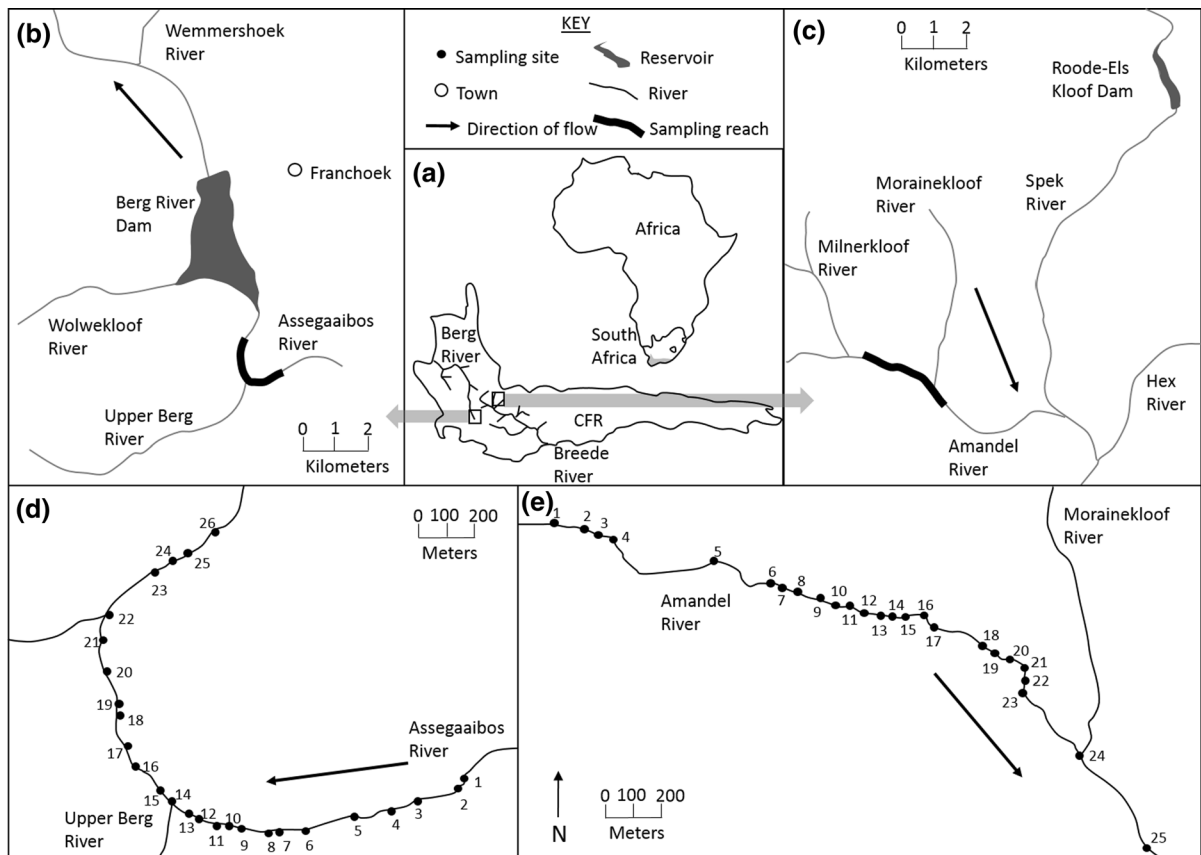 (b)
Wemmershoek
River
Franchoek
Berg River
Dam
Wolwekloof
River
Assegaaibos
River
Upper Berg
River
0 1 2
Kilometers
KEY
Sampling site
Reservoir
Town
River
Direction of flow
Sampling reach
(a)
Africa
South
Africa
Berg
River
CFR
Breede
River
(c)
0 1 2
Kilometers
Roode-Els
Kloof Dam
Morainekloof
River
Spek
River
Milnerkloof
River
Hex
River
Amandel
River
(d)
0 100 200
Meters
26
24
25
23
22
21
20
19
18
17
16
15
14
13
12
11
10
9
8
7
6
5
4
3
2
1
Assegaaibos
River
Upper Berg
River
(e)
1
2
3
4
5
6
7
8
9
10
11
12
13
14
15
16
17
18
19
20
21
22
23
24
25
Morainekloof
River
Amandel
River
N
0 100 200
Meters